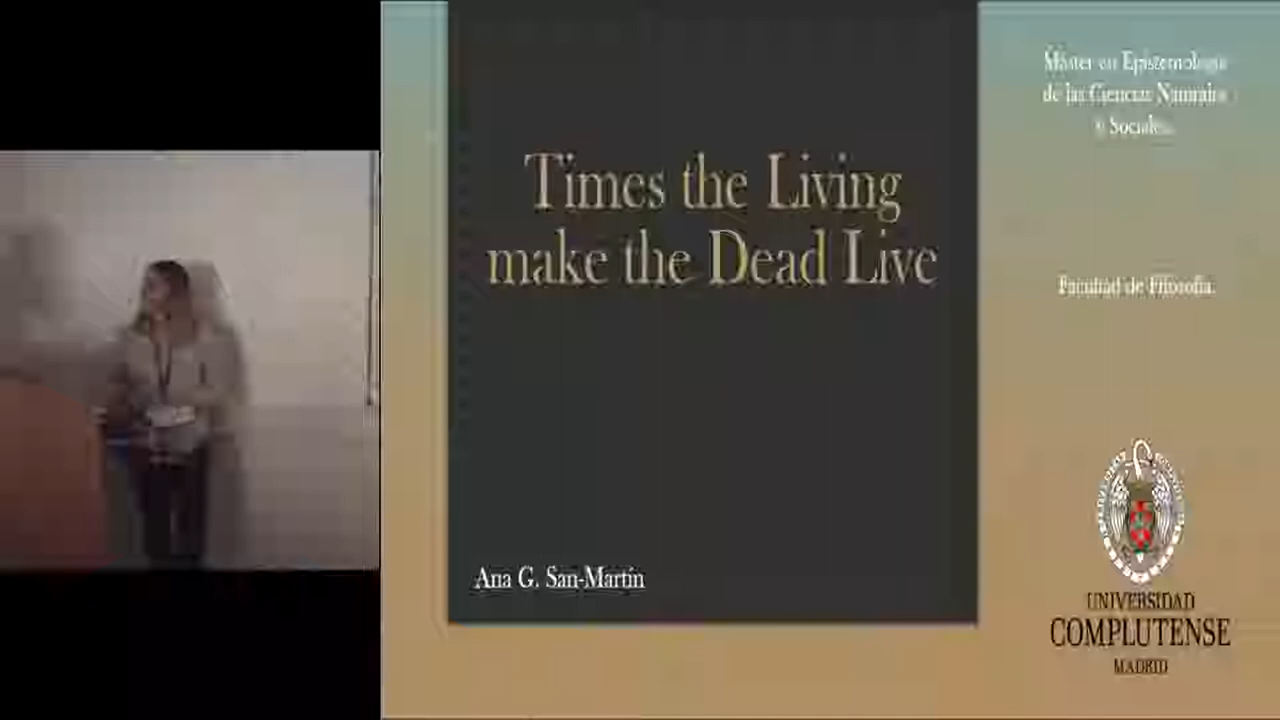 Times the Living
make the Dead Live
Ana G. San-Martín
Máster en Epistemología
de las Ciencias Naturales
y Sociales.
Facultad de Filosofía.
UNIVERSIDAD
COMPLUTENSE
MADRID